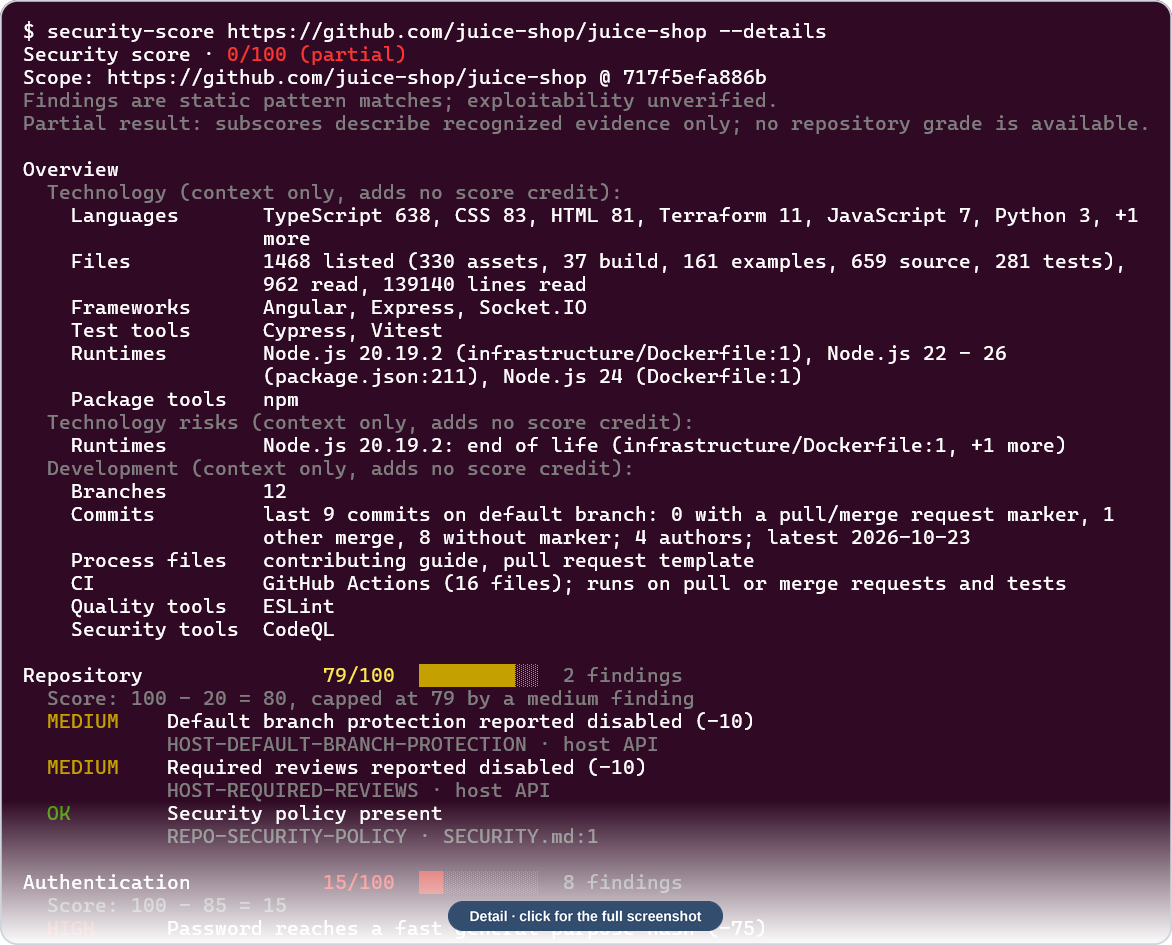 $ security-score https://github.com/juice-shop/juice-shop --details
Security score · 0/100 (partial)
Scope: https://github.com/juice-shop/juice-shop @ 717f5efa886b
Findings are static pattern matches; exploitability unverified.
Partial result: subscores describe recognized evidence only; no repository grade is available.
Overview
Technology (context only, adds no score credit):
Languages TypeScript 638, CSS 83, HTML 81, Terraform 11, JavaScript 7, Python 3, +1
more
Files 1468 listed (330 assets, 37 build, 161 examples, 659 source, 281 tests),
962 read, 139140 lines read
Frameworks Angular, Express, Socket.IO
Test tools Cypress, Vitest
Runtimes Node.js 20.19.2 (infrastructure/Dockerfile:1), Node.js 22 - 26
(package.json:211), Node.js 24 (Dockerfile:1)
Package tools npm
Technology risks (context only, adds no score credit):
Runtimes Node.js 20.19.2: end of life (infrastructure/Dockerfile:1, +1 more)
Development (context only, adds no score credit):
Branches 12
Commits last 9 commits on default branch: 0 with a pull/merge request marker, 1
other merge, 8 without marker; 4 authors; latest 2026-10-23
Process files contributing guide, pull request template
CI GitHub Actions (16 files); runs on pull or merge requests and tests
Quality tools ESLint
Security tools CodeQL
Repository 79/100 2 findings
Score: 100 - 20 = 80, capped at 79 by a medium finding
MEDIUM Default branch protection reported disabled (-10)
HOST-DEFAULT-BRANCH-PROTECTION · host API
MEDIUM Required reviews reported disabled (-10)
HOST-REQUIRED-REVIEWS · host API
OK Security policy present
REPO-SECURITY-POLICY · SECURITY.md:1
Authentication 15/100 8 findings
Score: 100 - 85 = 15
Detail · click for the full screenshot
HIGH Password reaches a fast general purpose hash (-75)